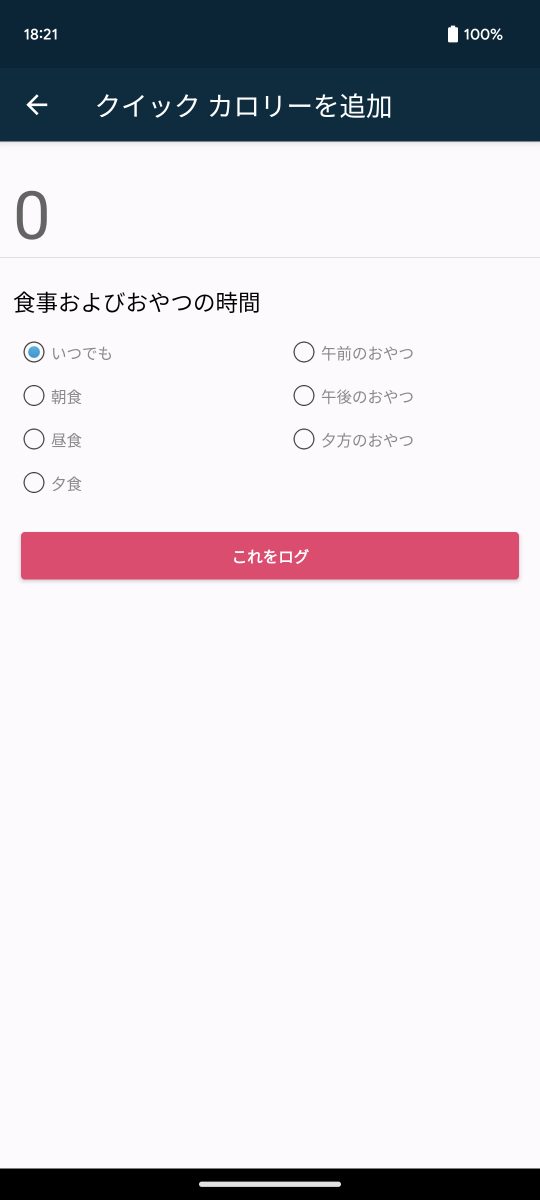 18:21
100%
クイック カロリーを追加
0
食事およびおやつの時間
いつでも
午前のおやつ
朝食
午後のおやつ
昼食
夕方のおやつ
夕食
これをログ